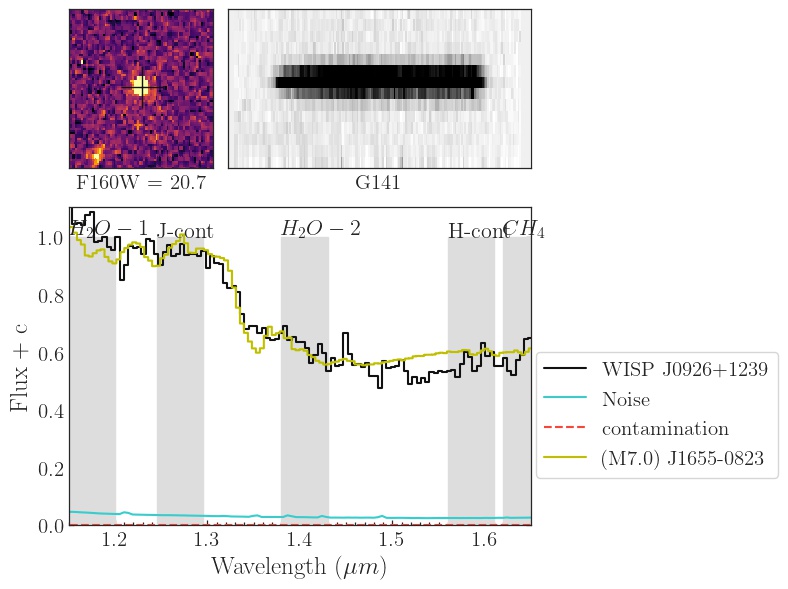 F160W = 20.7
G141
H₂O − 1 J-cont H₂O − 2 H-cont CH₄
1.0
0.8
0.6
0.4
0.2
0.0
Flux + c
1.2 1.3 1.4 1.5 1.6
Wavelength (μm)
WISP J0926+1239
Noise
contamination
(M7.0) J1655-0823